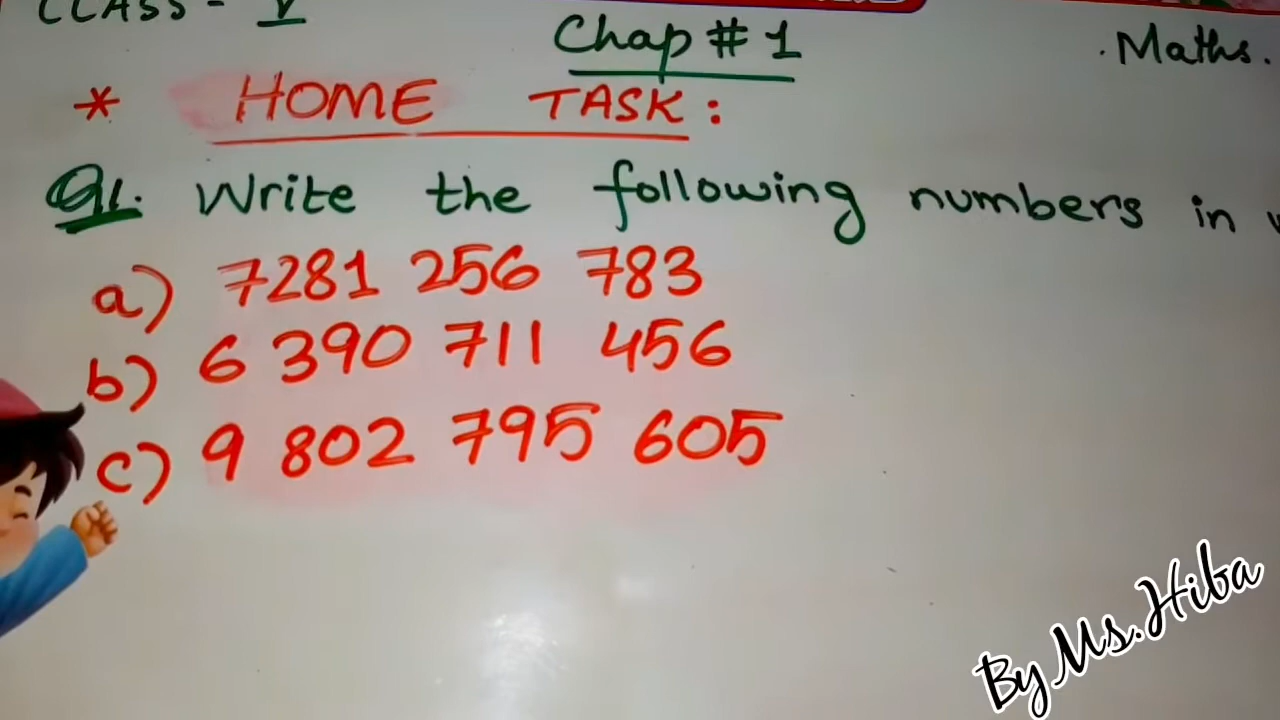 CLASS - V
Chap # 1
Maths.
* HOME TASK:
Q1. Write the following numbers in
a) 7281 256 783
b) 6 390 711 456
c) 9 802 795 605
By Ms. Hiba